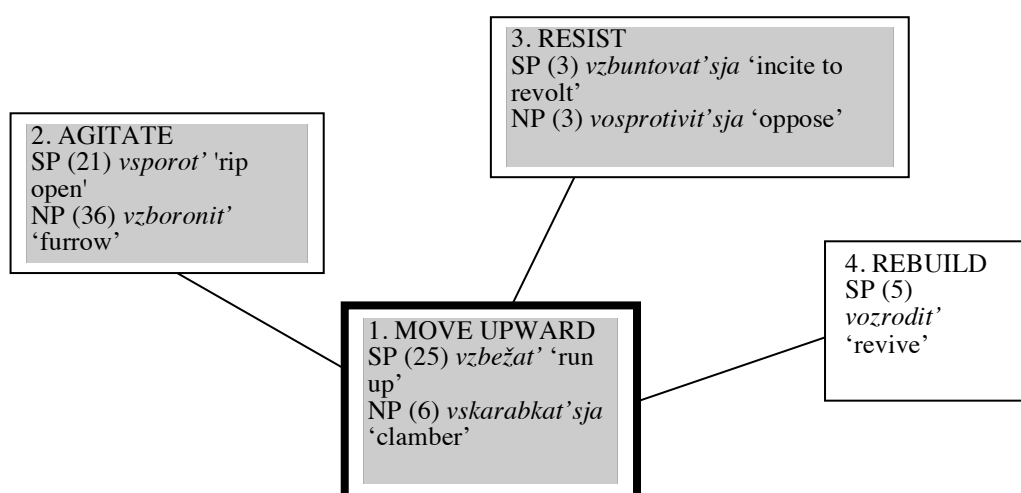 3. RESIST
SP (3) vzbuntovat’sja ‘incite to
revolt’
NP (3) vosprotivit’sja ‘oppose’
2. AGITATE
SP (21) vsporot’ 'rip
open'
NP (36) vzboronit’
‘furrow’
4. REBUILD
SP (5)
vozrodit’
‘revive’
1. MOVE UPWARD
SP (25) vzbežat’ ‘run
up’
NP (6) vskarabkat’sja
‘clamber’